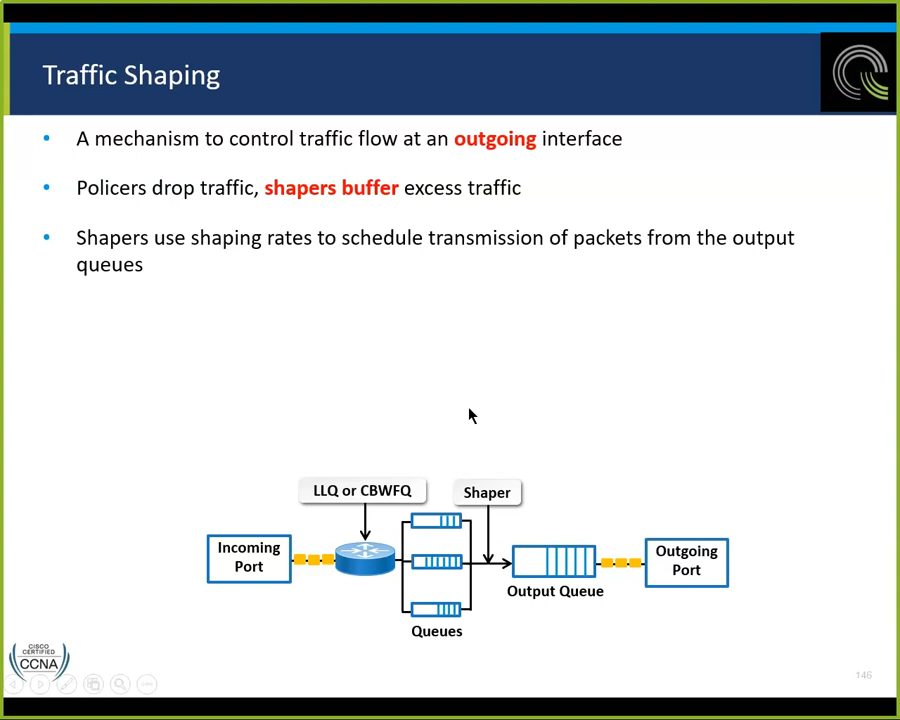 Traffic Shaping
• A mechanism to control traffic flow at an outgoing interface
• Policers drop traffic, shapers buffer excess traffic
• Shapers use shaping rates to schedule transmission of packets from the output
queues
LLQ or CBWFQ
Shaper
Incoming
Port
Outgoing
Port
Output Queue
Queues
CISCO
CERTIFIED
CCNA
146